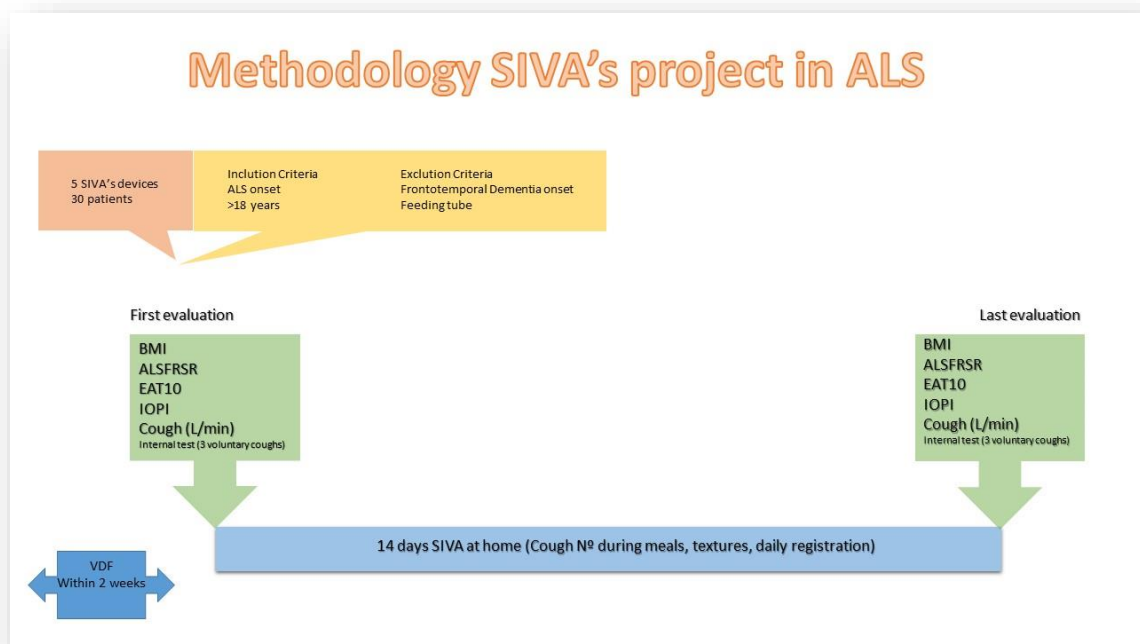 Methodology SIVA's project in ALS
5 SIVA's devices
30 patients
Inclution Criteria
ALS onset
>18 years
Exclution Criteria
Frontotemporal Dementia onset
Feeding tube
First evaluation
BMI
ALSFRSR
EAT10
IOPI
Cough (L/min)
Internal test (3 voluntary coughs)
Last evaluation
BMI
ALSFRSR
EAT10
IOPI
Cough (L/min)
Internal test (3 voluntary coughs)
14 days SIVA at home (Cough Nº during meals, textures, daily registration)
VDF
Within 2 weeks